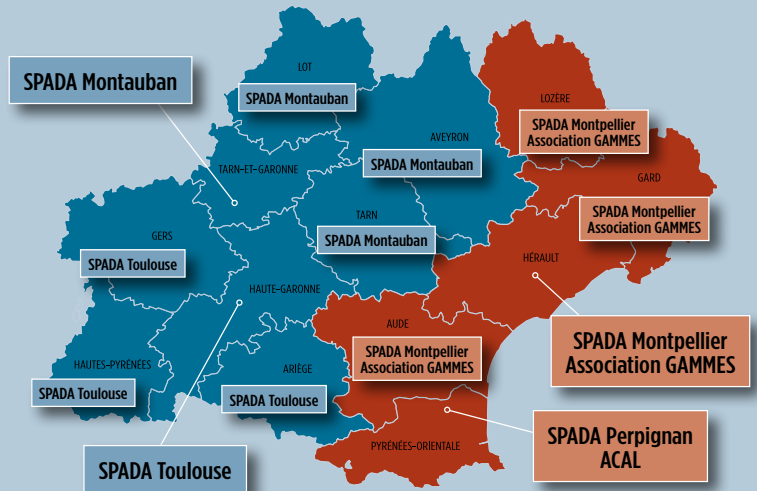 LOT
SPADA Montauban
SPADA Montauban
LOZÈRE
SPADA Montpellier
Association GAMMES
AVEYRON
SPADA Montauban
TARN-ET-GARONNE
GARD
SPADA Montpellier
Association GAMMES
TARN
SPADA Montauban
GERS
SPADA Toulouse
HÉRAULT
HAUTE-GARONNE
AUDE
SPADA Montpellier
Association GAMMES
SPADA Montpellier
Association GAMMES
HAUTES-PYRÉNÉES
SPADA Toulouse
ARIÈGE
SPADA Toulouse
SPADA Perpignan
ACAL
PYRÉNÉES-ORIENTALE
SPADA Toulouse